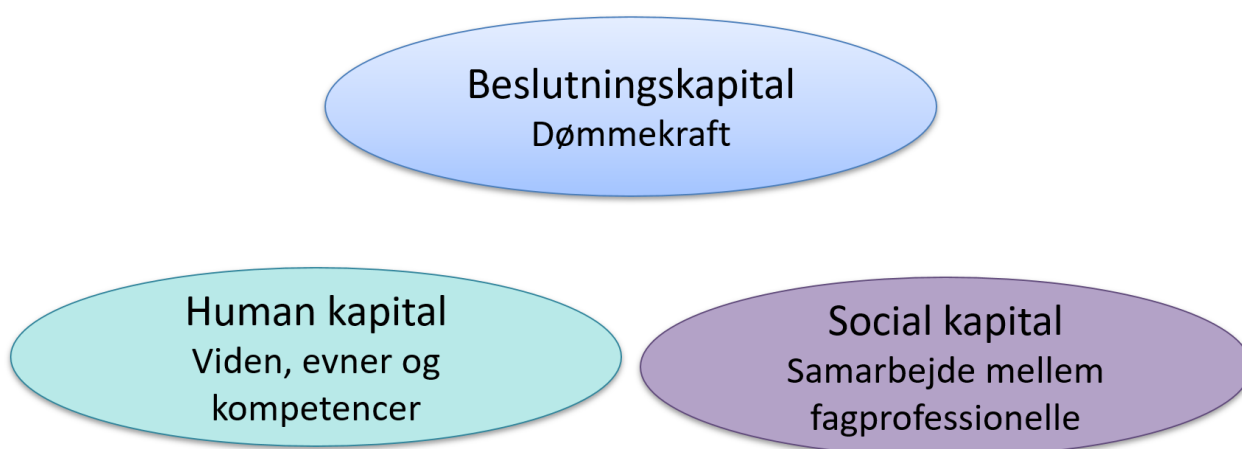 Beslutningskapital
Dømmekraft
Human kapital
Viden, evner og
kompetencer
Social kapital
Samarbejde mellem
fagprofessionelle